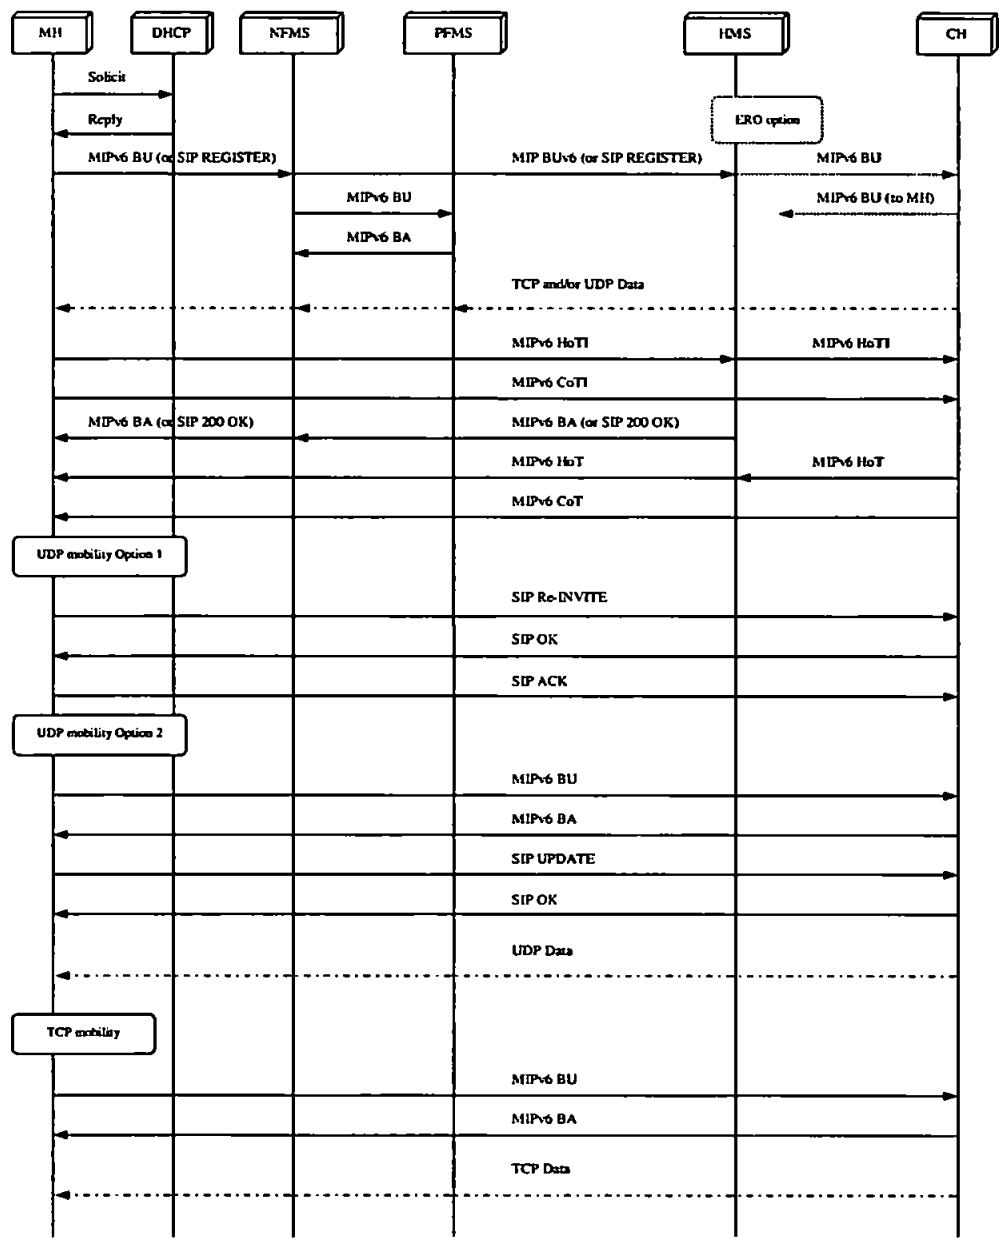 MH DHCP NFMS PFMS HMS CH
Solicit
ERO option
Reply
MIPv6 BU (or SIP REGISTER) MIP BUv6 (or SIP REGISTER) MIPv6 BU
MIPv6 BU MIPv6 BU (to MH)
MIPv6 BA
TCP and/or UDP Data
MIPv6 HoTI MIPv6 HoTI
MIPv6 CoTI
MIPv6 BA (or SIP 200 OK) MIPv6 BA (or SIP 200 OK)
MIPv6 HoT MIPv6 HoT
MIPv6 CoT
UDP mobility Option 1
SIP Re-INVITE
SIP OK
SIP ACK
UDP mobility Option 2
MIPv6 BU
MIPv6 BA
SIP UPDATE
SIP OK
UDP Data
TCP mobility
MIPv6 BU
MIPv6 BA
TCP Data